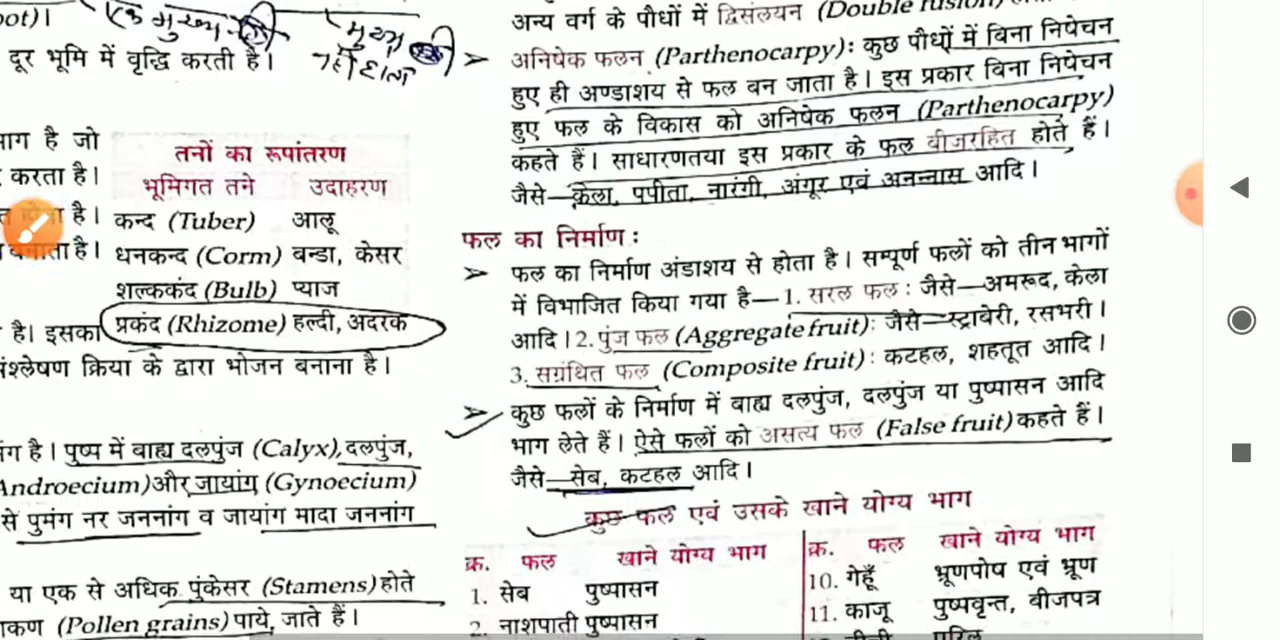 oot)।
एक मुख्य
मुख्य
नहीं होता
दूर भूमि में वृद्धि करती है।
भाग है जो
करता है।
है।
बनाता है।
है। इसका
संश्लेषण क्रिया के द्वारा भोजन बनाना है।
अंग है। पुष्प में बाह्य दलपुंज (Calyx), दलपुंज,
Androecium) और जायांग (Gynoecium)
से पुमंग नर जननांग व जायांग मादा जननांग
या एक से अधिक पुंकेसर (Stamens) होते
(Pollen grains) पाये जाते हैं।
तनों का रूपांतरण
भूमिगत तने उदाहरण
कन्द (Tuber) आलू
धनकन्द (Corm) बन्डा, केसर
शल्ककंद (Bulb) प्याज
प्रकंद (Rhizome) हल्दी, अदरक
अन्य वर्ग के पौधों में द्विसंलयन (Double fusion)
➤ अनिषेक फलन (Parthenocarpy): कुछ पौधों में बिना निषेचन
हुए ही अण्डाशय से फल बन जाता है। इस प्रकार बिना निषेचन
हुए फल के विकास को अनिषेक फलन (Parthenocarpy)
कहते हैं। साधारणतया इस प्रकार के फल बीजरहित होते हैं।
जैसे—केला, पपीता, नारंगी, अंगूर एवं अनन्नास आदि।
फल का निर्माण:
➤ फल का निर्माण अंडाशय से होता है। सम्पूर्ण फलों को तीन भागों
में विभाजित किया गया है—1. सरल फल: जैसे—अमरूद, केला
आदि। 2. पुंज फल (Aggregate fruit): जैसे—स्ट्राबेरी, रसभरी।
3. सग्रंथित फल (Composite fruit): कटहल, शहतूत आदि।
➤ कुछ फलों के निर्माण में बाह्य दलपुंज, दलपुंज या पुष्पासन आदि
भाग लेते हैं। ऐसे फलों को असत्य फल (False fruit) कहते हैं।
जैसे—सेब, कटहल आदि।
कुछ फल एवं उसके खाने योग्य भाग
क्र. फल खाने योग्य भाग
1. सेब पुष्पासन
2. नाशपाती पुष्पासन
क्र. फल खाने योग्य भाग
10. गेहूँ भ्रूणपोष एवं भ्रूण
11. काजू पुष्पवृन्त, बीजपत्र